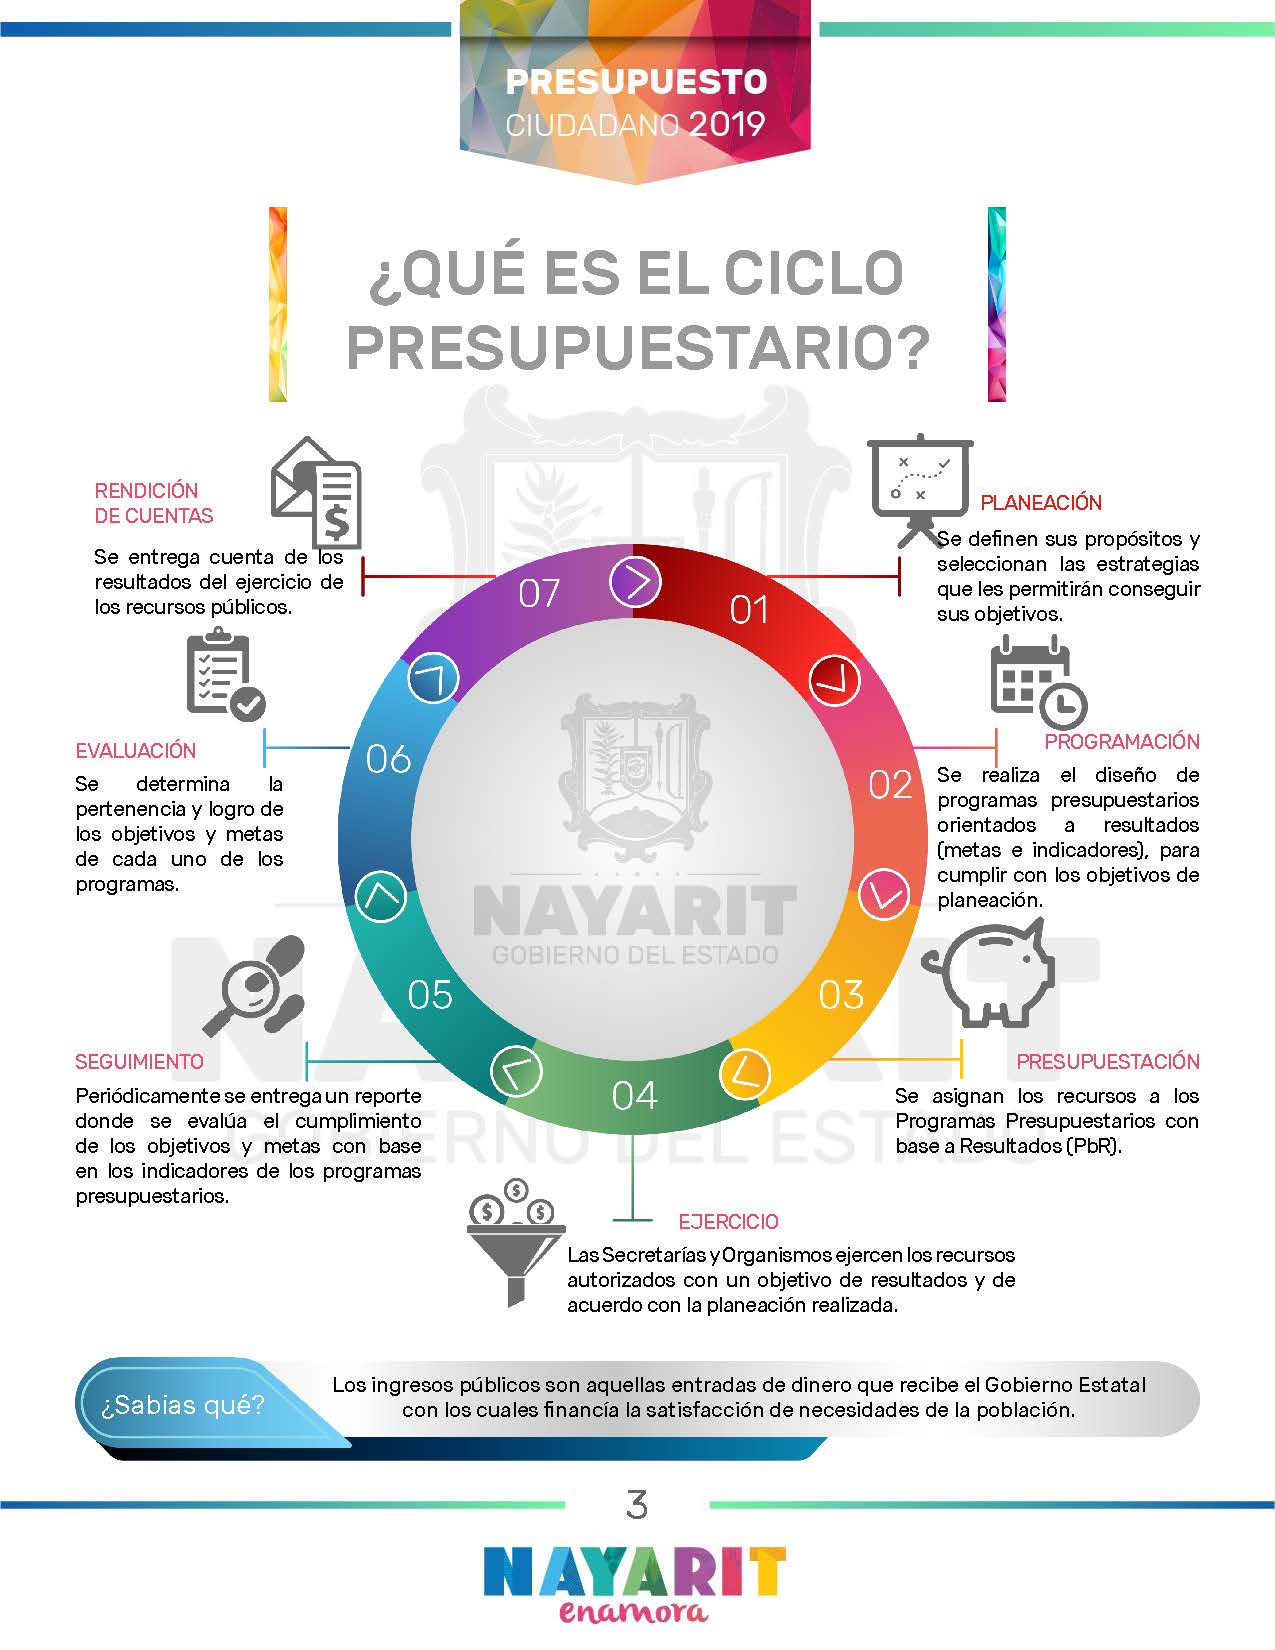 PRESUPUESTO
CIUDADANO 2019
¿QUÉ ES EL CICLO
PRESUPUESTARIO?
RENDICIÓN
DE CUENTAS
Se entrega cuenta de los
resultados del ejercicio de
los recursos públicos.
PLANEACIÓN
Se definen sus propósitos y
seleccionan las estrategias
que les permitirán conseguir
sus objetivos.
07
01
EVALUACIÓN
Se determina la
pertenencia y logro de
los objetivos y metas
de cada uno de los
programas.
06
02
PROGRAMACIÓN
Se realiza el diseño de
programas presupuestarios
orientados a resultados
(metas e indicadores), para
cumplir con los objetivos de
planeación.
NAYARIT
GOBIERNO DEL ESTADO
05
03
04
SEGUIMIENTO
Periódicamente se entrega un reporte
donde se evalúa el cumplimiento
de los objetivos y metas con base
en los indicadores de los programas
presupuestarios.
PRESUPUESTACIÓN
Se asignan los recursos a los
Programas Presupuestarios con
base a Resultados (PbR).
NAYARIT
GOBIERNO DEL ESTADO
EJERCICIO
Las Secretarías y Organismos ejercen los recursos
autorizados con un objetivo de resultados y de
acuerdo con la planeación realizada.
¿Sabias qué?
Los ingresos públicos son aquellas entradas de dinero que recibe el Gobierno Estatal
con los cuales financía la satisfacción de necesidades de la población.
3
NAYARIT
enamora